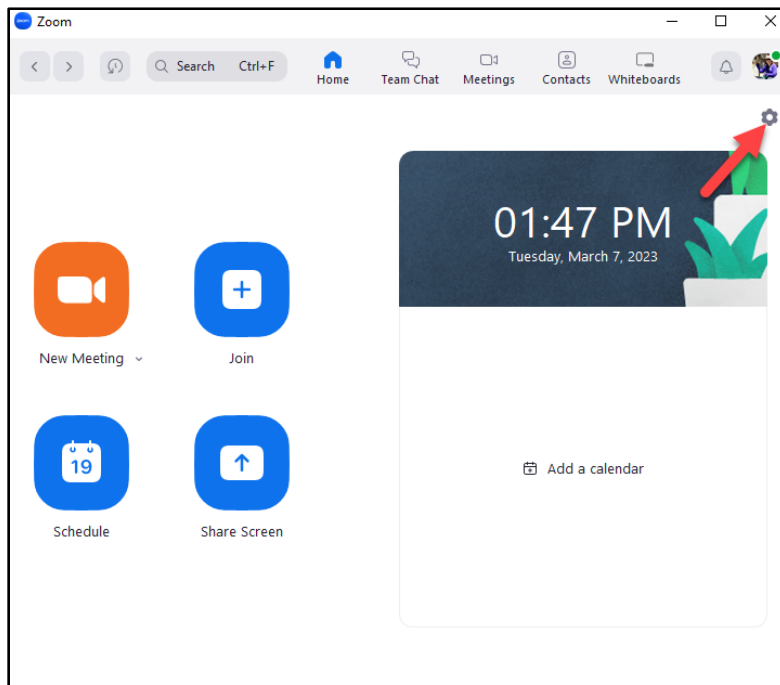 Zoom
Search Ctrl+F
Home
Team Chat
Meetings
Contacts
Whiteboards
01:47 PM
Tuesday, March 7, 2023
New Meeting
Join
19
Schedule
Share Screen
Add a calendar